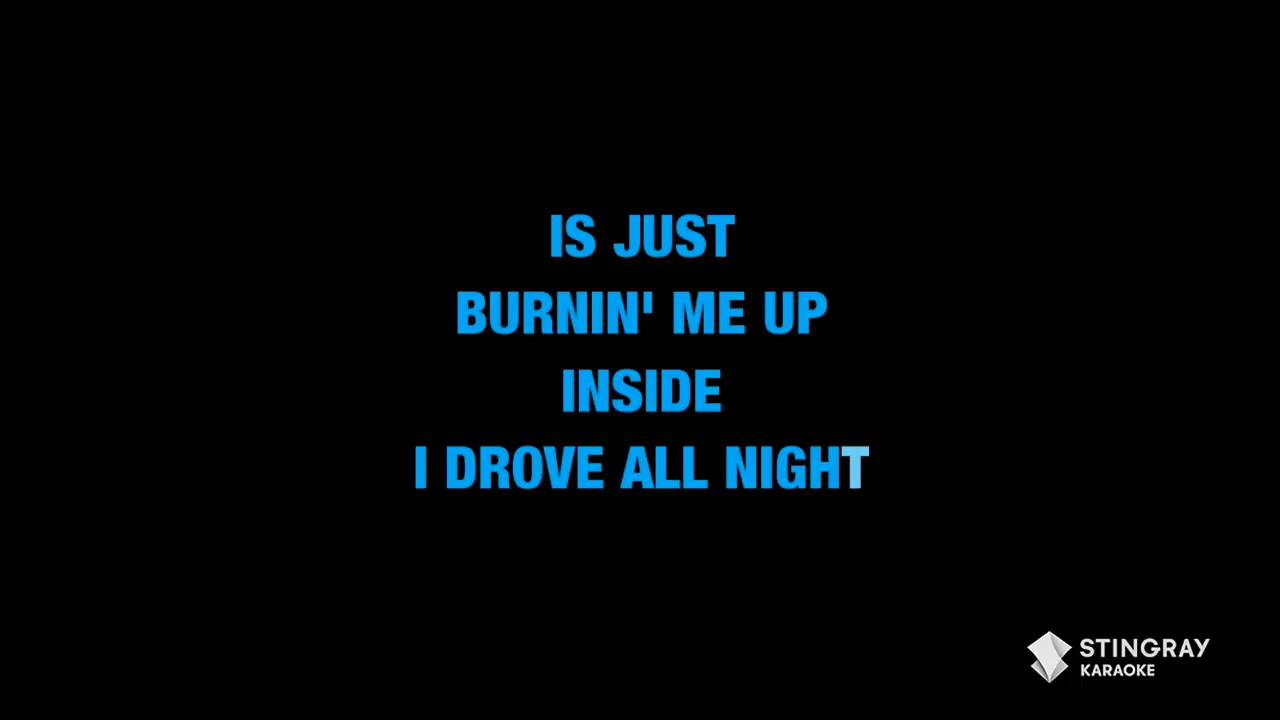 IS JUST
BURNIN' ME UP
INSIDE
I DROVE ALL NIGHT
STINGRAY
KARAOKE